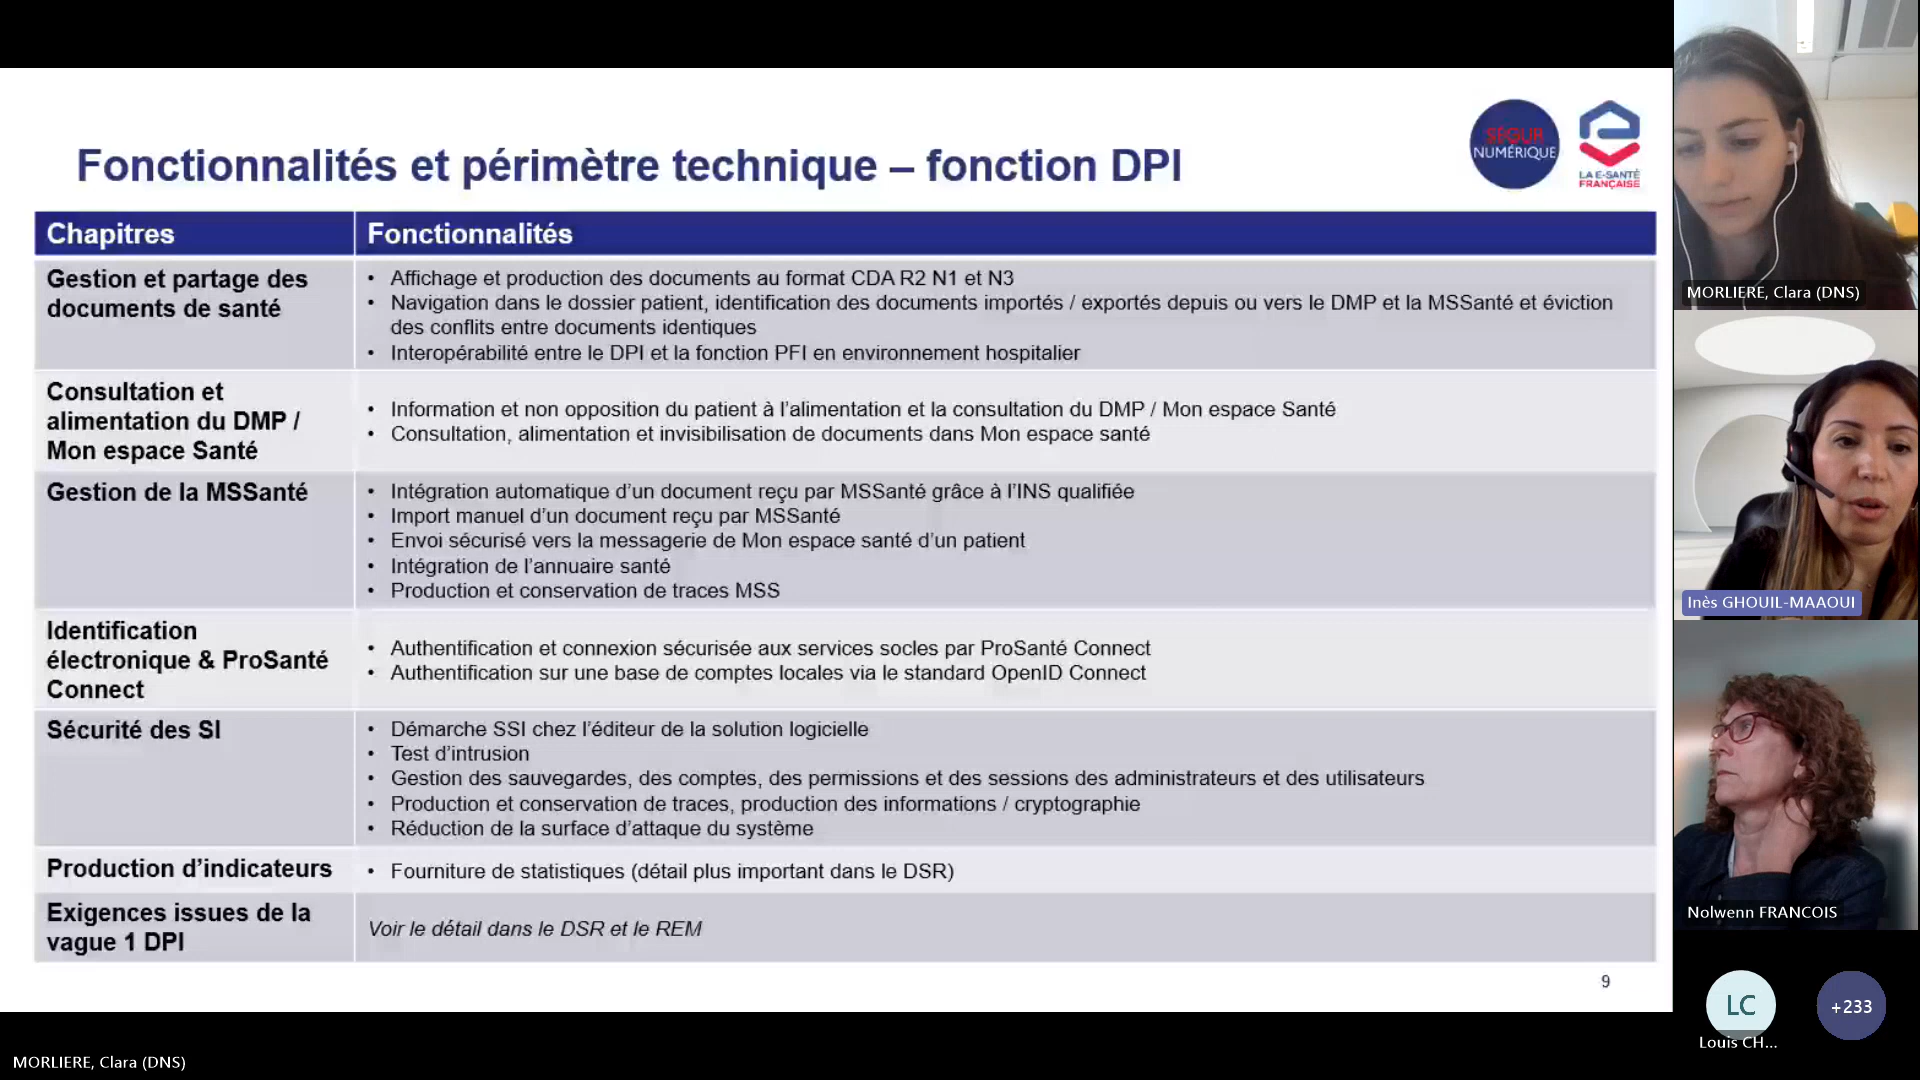 Fonctionnalités et périmètre technique – fonction DPI
SÉGUR
NUMÉRIQUE
LA E-SANTÉ
FRANÇAISE
Chapitres
Fonctionnalités
Gestion et partage des
documents de santé
• Affichage et production des documents au format CDA R2 N1 et N3
• Navigation dans le dossier patient, identification des documents importés / exportés depuis ou vers le DMP et la MSSanté et éviction
des conflits entre documents identiques
• Interopérabilité entre le DPI et la fonction PFI en environnement hospitalier
Consultation et
alimentation du DMP /
Mon espace Santé
• Information et non opposition du patient à l’alimentation et la consultation du DMP / Mon espace Santé
• Consultation, alimentation et invisibilisation de documents dans Mon espace santé
Gestion de la MSSanté
• Intégration automatique d’un document reçu par MSSanté grâce à l’INS qualifiée
• Import manuel d’un document reçu par MSSanté
• Envoi sécurisé vers la messagerie de Mon espace santé d’un patient
• Intégration de l’annuaire santé
• Production et conservation de traces MSS
Identification
électronique & ProSanté
Connect
• Authentification et connexion sécurisée aux services socles par ProSanté Connect
• Authentification sur une base de comptes locales via le standard OpenID Connect
Sécurité des SI
• Démarche SSI chez l’éditeur de la solution logicielle
• Test d’intrusion
• Gestion des sauvegardes, des comptes, des permissions et des sessions des administrateurs et des utilisateurs
• Production et conservation de traces, production des informations / cryptographie
• Réduction de la surface d’attaque du système
Production d’indicateurs
• Fourniture de statistiques (détail plus important dans le DSR)
Exigences issues de la
vague 1 DPI
Voir le détail dans le DSR et le REM
9
MORLIERE, Clara (DNS)
Inès GHOUIL-MAAOUI
Nolwenn FRANCOIS
LC
Louis CH...
+233
MORLIERE, Clara (DNS)